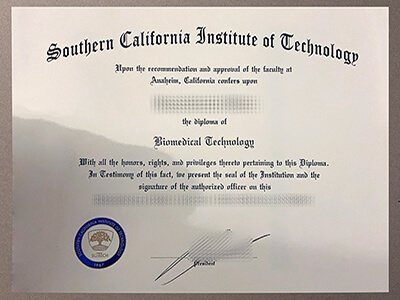 Southern California Institute of Technology
Upon the recommendation and approval of the faculty at
Anaheim, California confers upon
the diploma of
Biomedical Technology
With all the honors, rights, and privileges thereto pertaining to this Diploma.
In Testimony of this fact, we present the seal of the Institution and the
signature of the authorized officer on this
President
1987